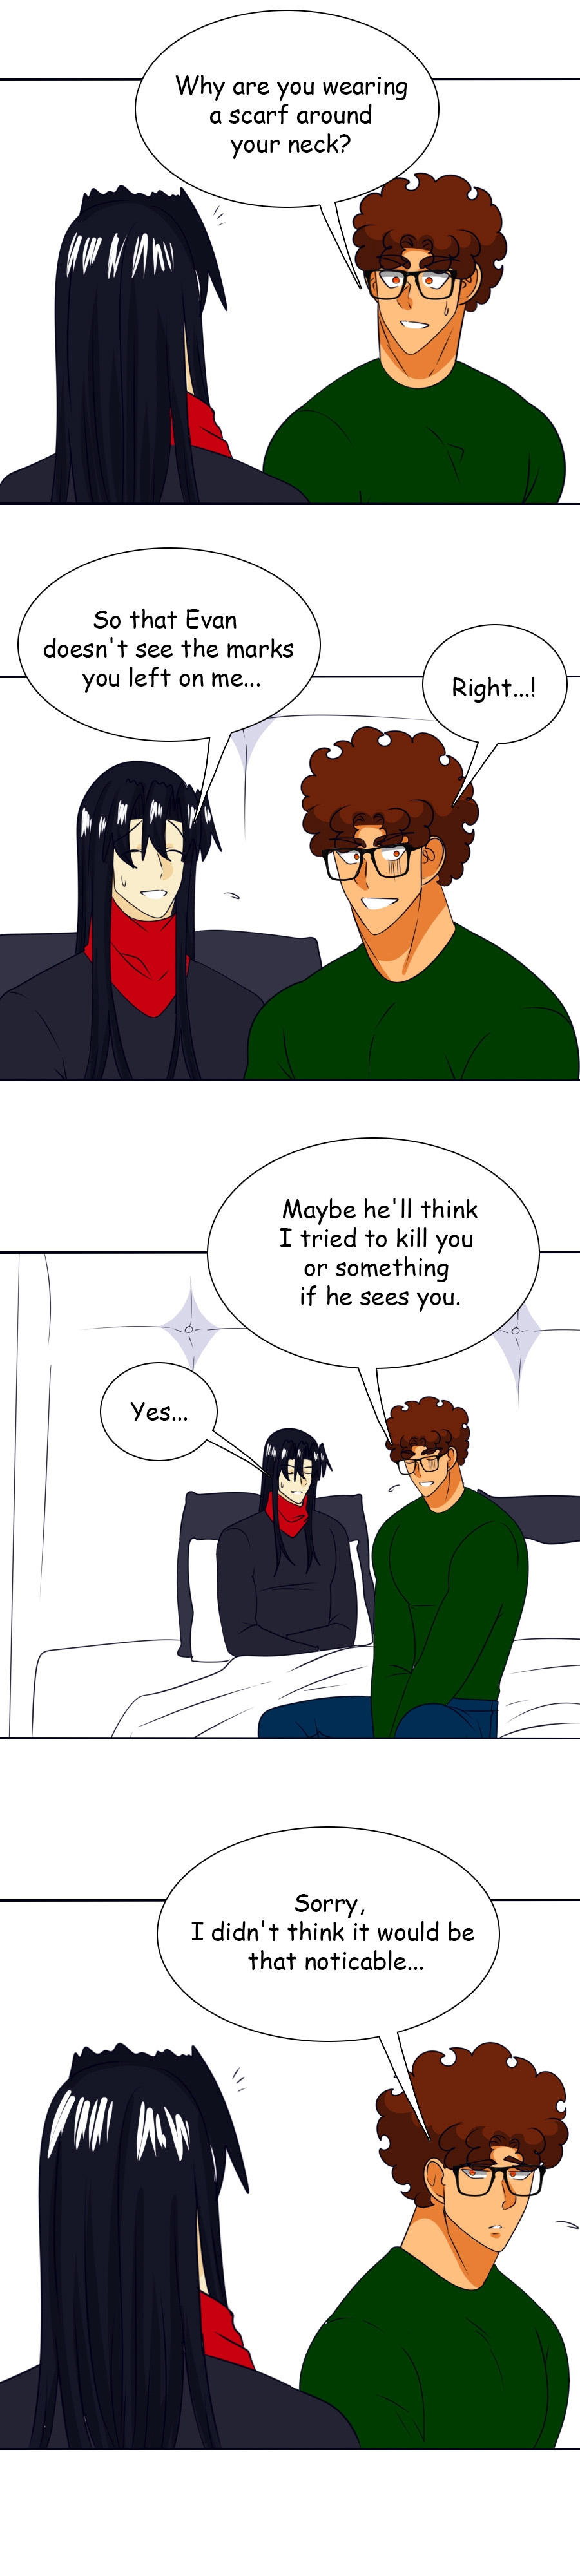 Why are you wearing
a scarf around
your neck?
So that Evan
doesn't see the marks
you left on me...
Right...!
Maybe he'll think
I tried to kill you
or something
if he sees you.
Yes...
Sorry,
I didn't think it would be
that noticable...